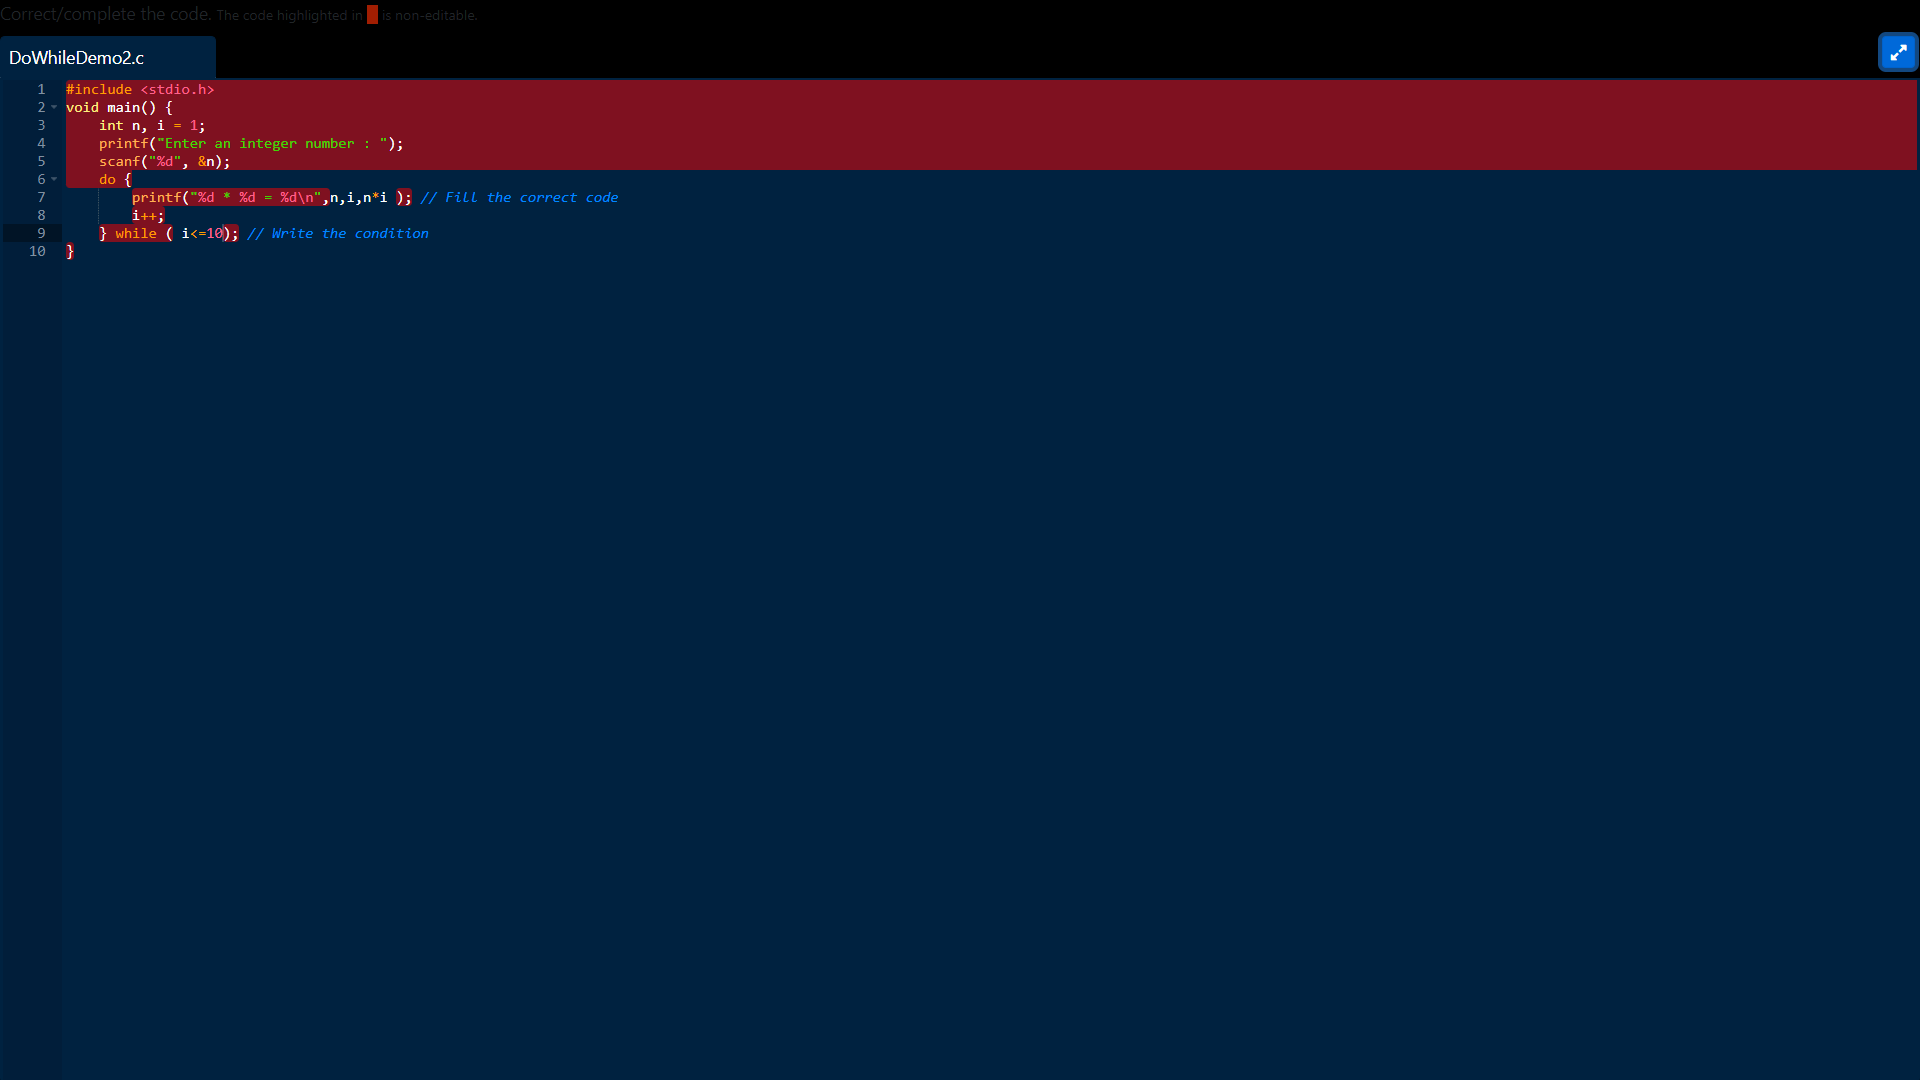 Correct/complete the code. The code highlighted in is non-editable.
DoWhileDemo2.c
1 #include <stdio.h>
2 void main() {
3 int n, i = 1;
4 printf("Enter an integer number : ");
5 scanf("%d", &n);
6 do {
7 printf("%d * %d = %d\n",n,i,n*i ); // Fill the correct code
8 i++;
9 } while ( i<=10); // Write the condition
10 }